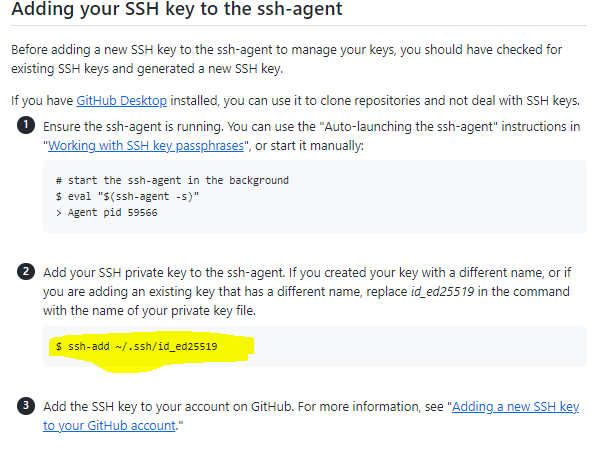 Adding your SSH key to the ssh-agent
Before adding a new SSH key to the ssh-agent to manage your keys, you should have checked for
existing SSH keys and generated a new SSH key.
If you have GitHub Desktop installed, you can use it to clone repositories and not deal with SSH keys.
1 Ensure the ssh-agent is running. You can use the "Auto-launching the ssh-agent" instructions in
"Working with SSH key passphrases", or start it manually:
# start the ssh-agent in the background
$ eval "$(ssh-agent -s)"
> Agent pid 59566
2 Add your SSH private key to the ssh-agent. If you created your key with a different name, or if
you are adding an existing key that has a different name, replace id_ed25519 in the command
with the name of your private key file.
$ ssh-add ~/.ssh/id_ed25519
3 Add the SSH key to your account on GitHub. For more information, see "Adding a new SSH key
to your GitHub account."